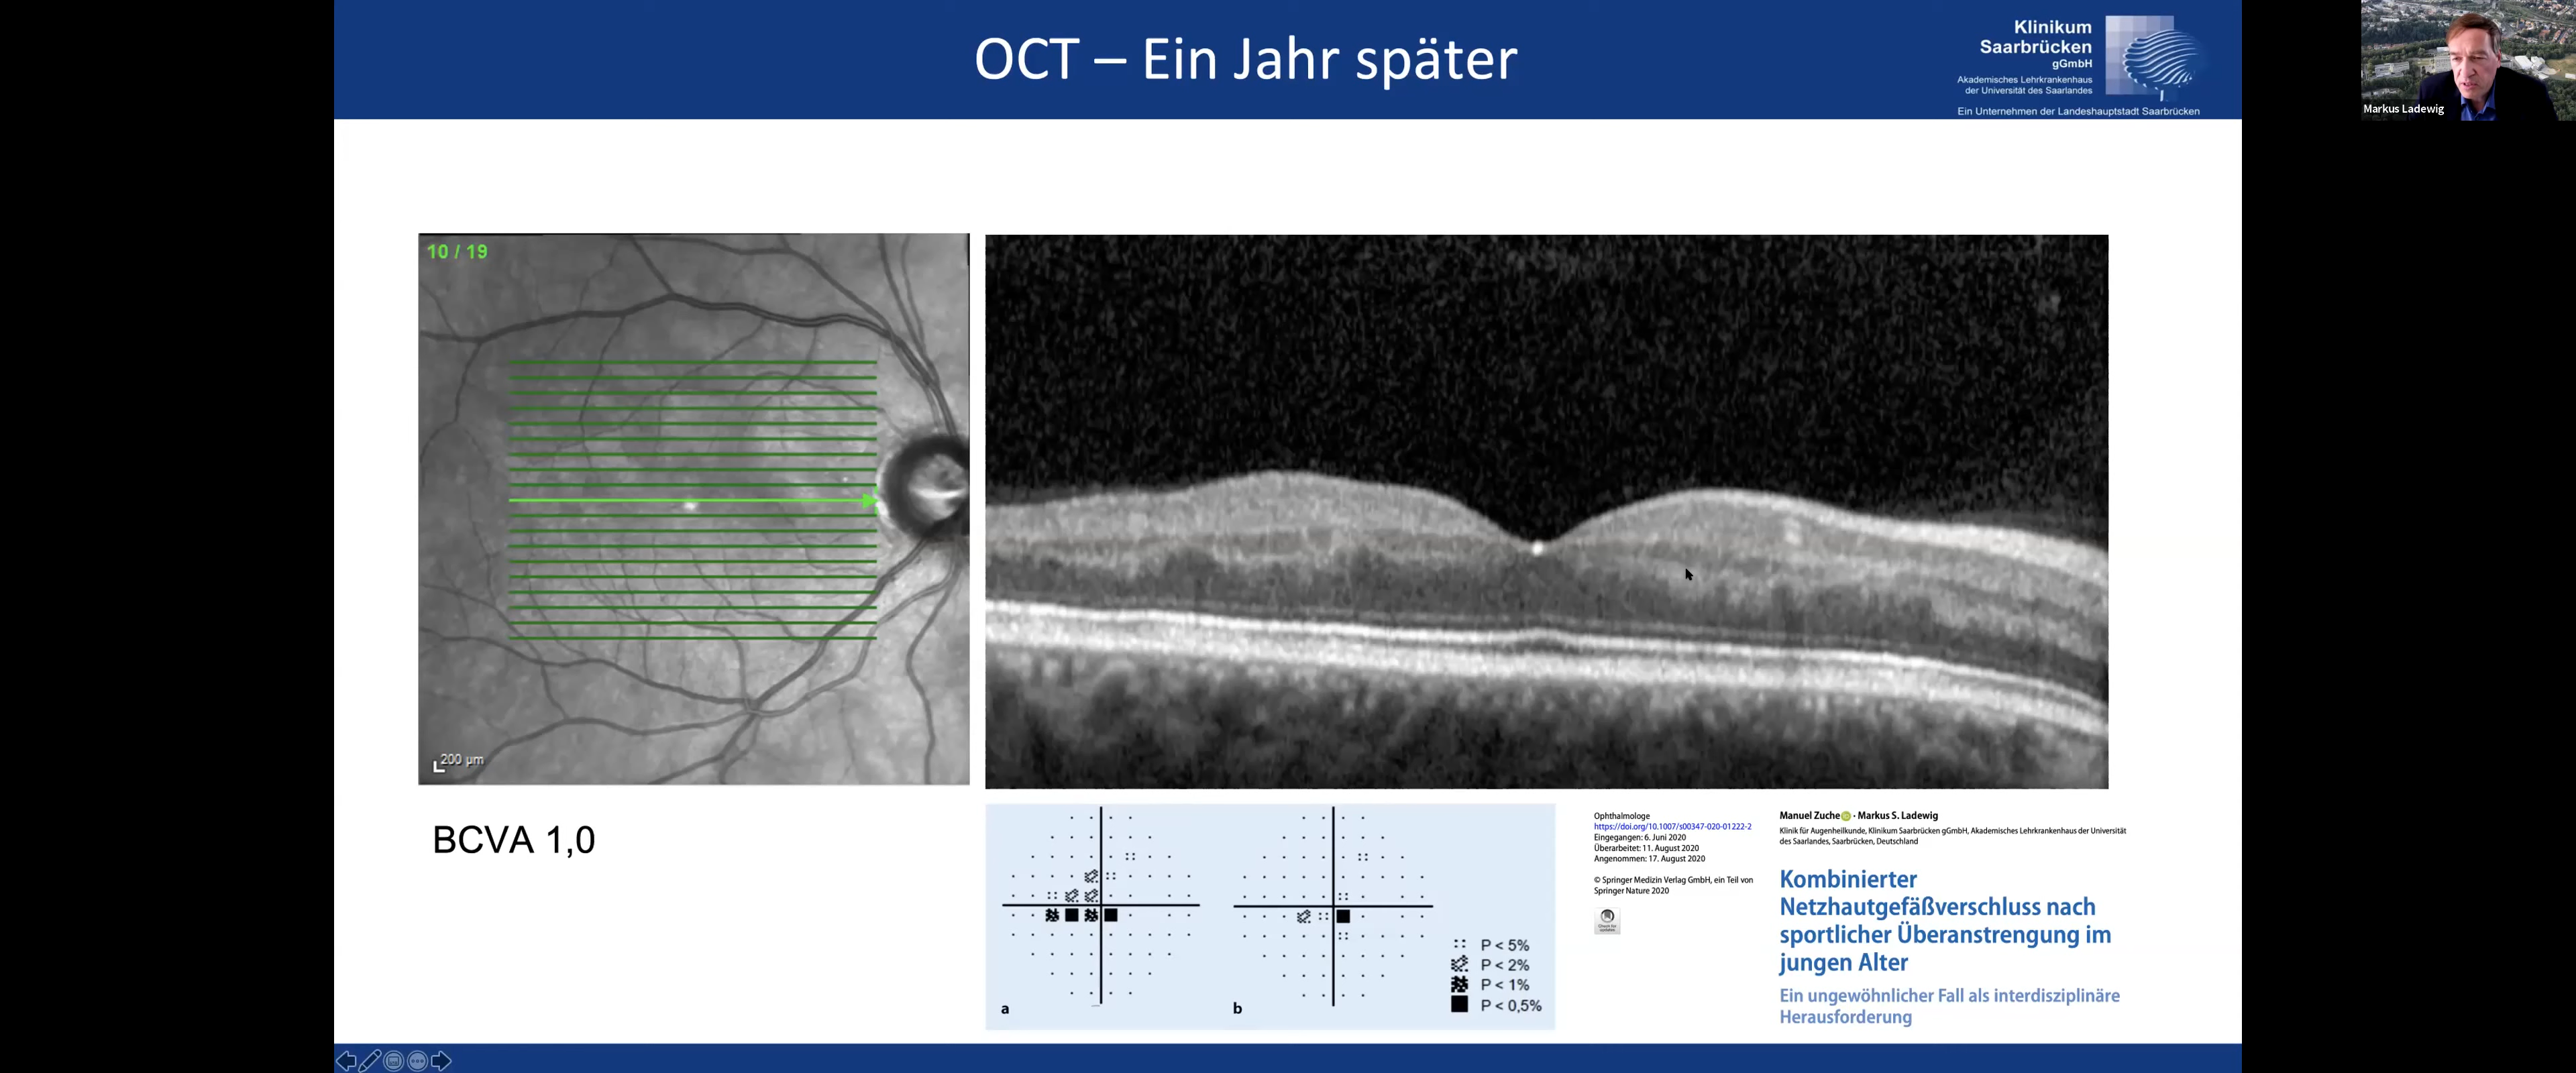 OCT – Ein Jahr später
Klinikum
Saarbrücken
gGmbH
Akademisches Lehrkrankenhaus
der Universität des Saarlandes
Ein Unternehmen der Landeshauptstadt Saarbrücken
Markus Ladewig
10 / 19
200 µm
BCVA 1,0
a
b
P < 5%
P < 2%
P < 1%
P < 0,5%
Ophthalmologe
https://doi.org/10.1007/s00347-020-01222-2
Eingegangen: 6. Juni 2020
Überarbeitet: 11. August 2020
Angenommen: 17. August 2020
© Springer Medizin Verlag GmbH, ein Teil von
Springer Nature 2020
Check for
updates
Manuel Zuche · Markus S. Ladewig
Klinik für Augenheilkunde, Klinikum Saarbrücken gGmbH, Akademisches Lehrkrankenhaus der Universität
des Saarlandes, Saarbrücken, Deutschland
Kombinierter
Netzhautgefäßverschluss nach
sportlicher Überanstrengung im
jungen Alter
Ein ungewöhnlicher Fall als interdisziplinäre
Herausforderung